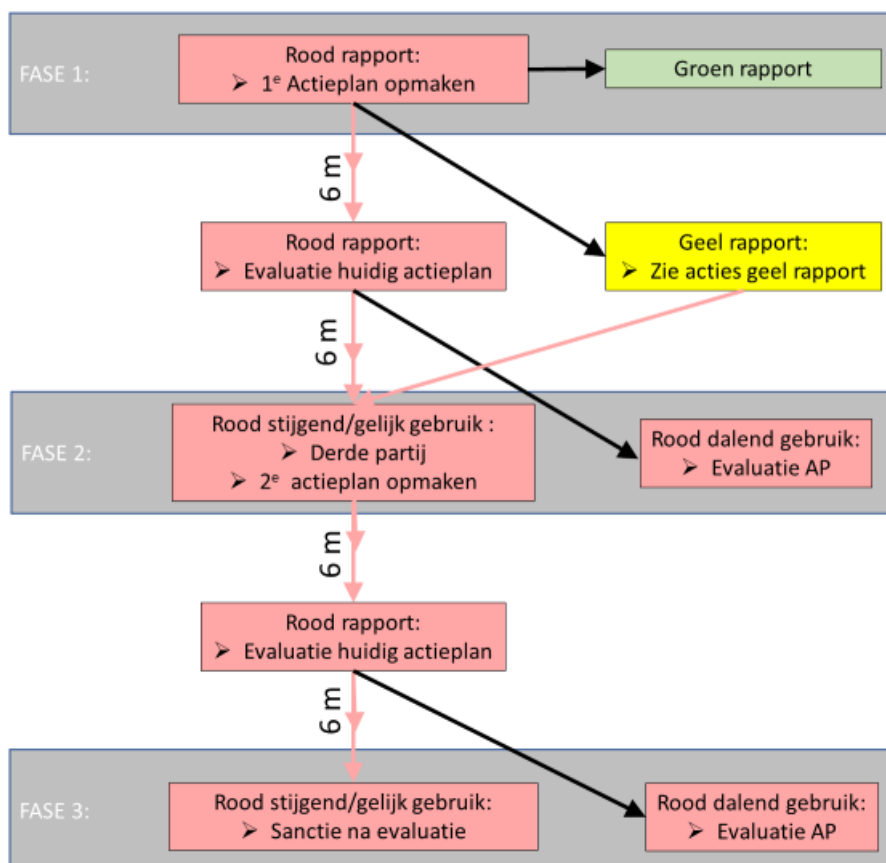 FASE 1:
Rood rapport:
➢ 1e Actieplan opmaken
Groen rapport
6 m
Rood rapport:
➢ Evaluatie huidig actieplan
Geel rapport:
➢ Zie acties geel rapport
6 m
FASE 2:
Rood stijgend/gelijk gebruik :
➢ Derde partij
➢ 2e actieplan opmaken
Rood dalend gebruik:
➢ Evaluatie AP
6 m
Rood rapport:
➢ Evaluatie huidig actieplan
6 m
FASE 3:
Rood stijgend/gelijk gebruik:
➢ Sanctie na evaluatie
Rood dalend gebruik:
➢ Evaluatie AP